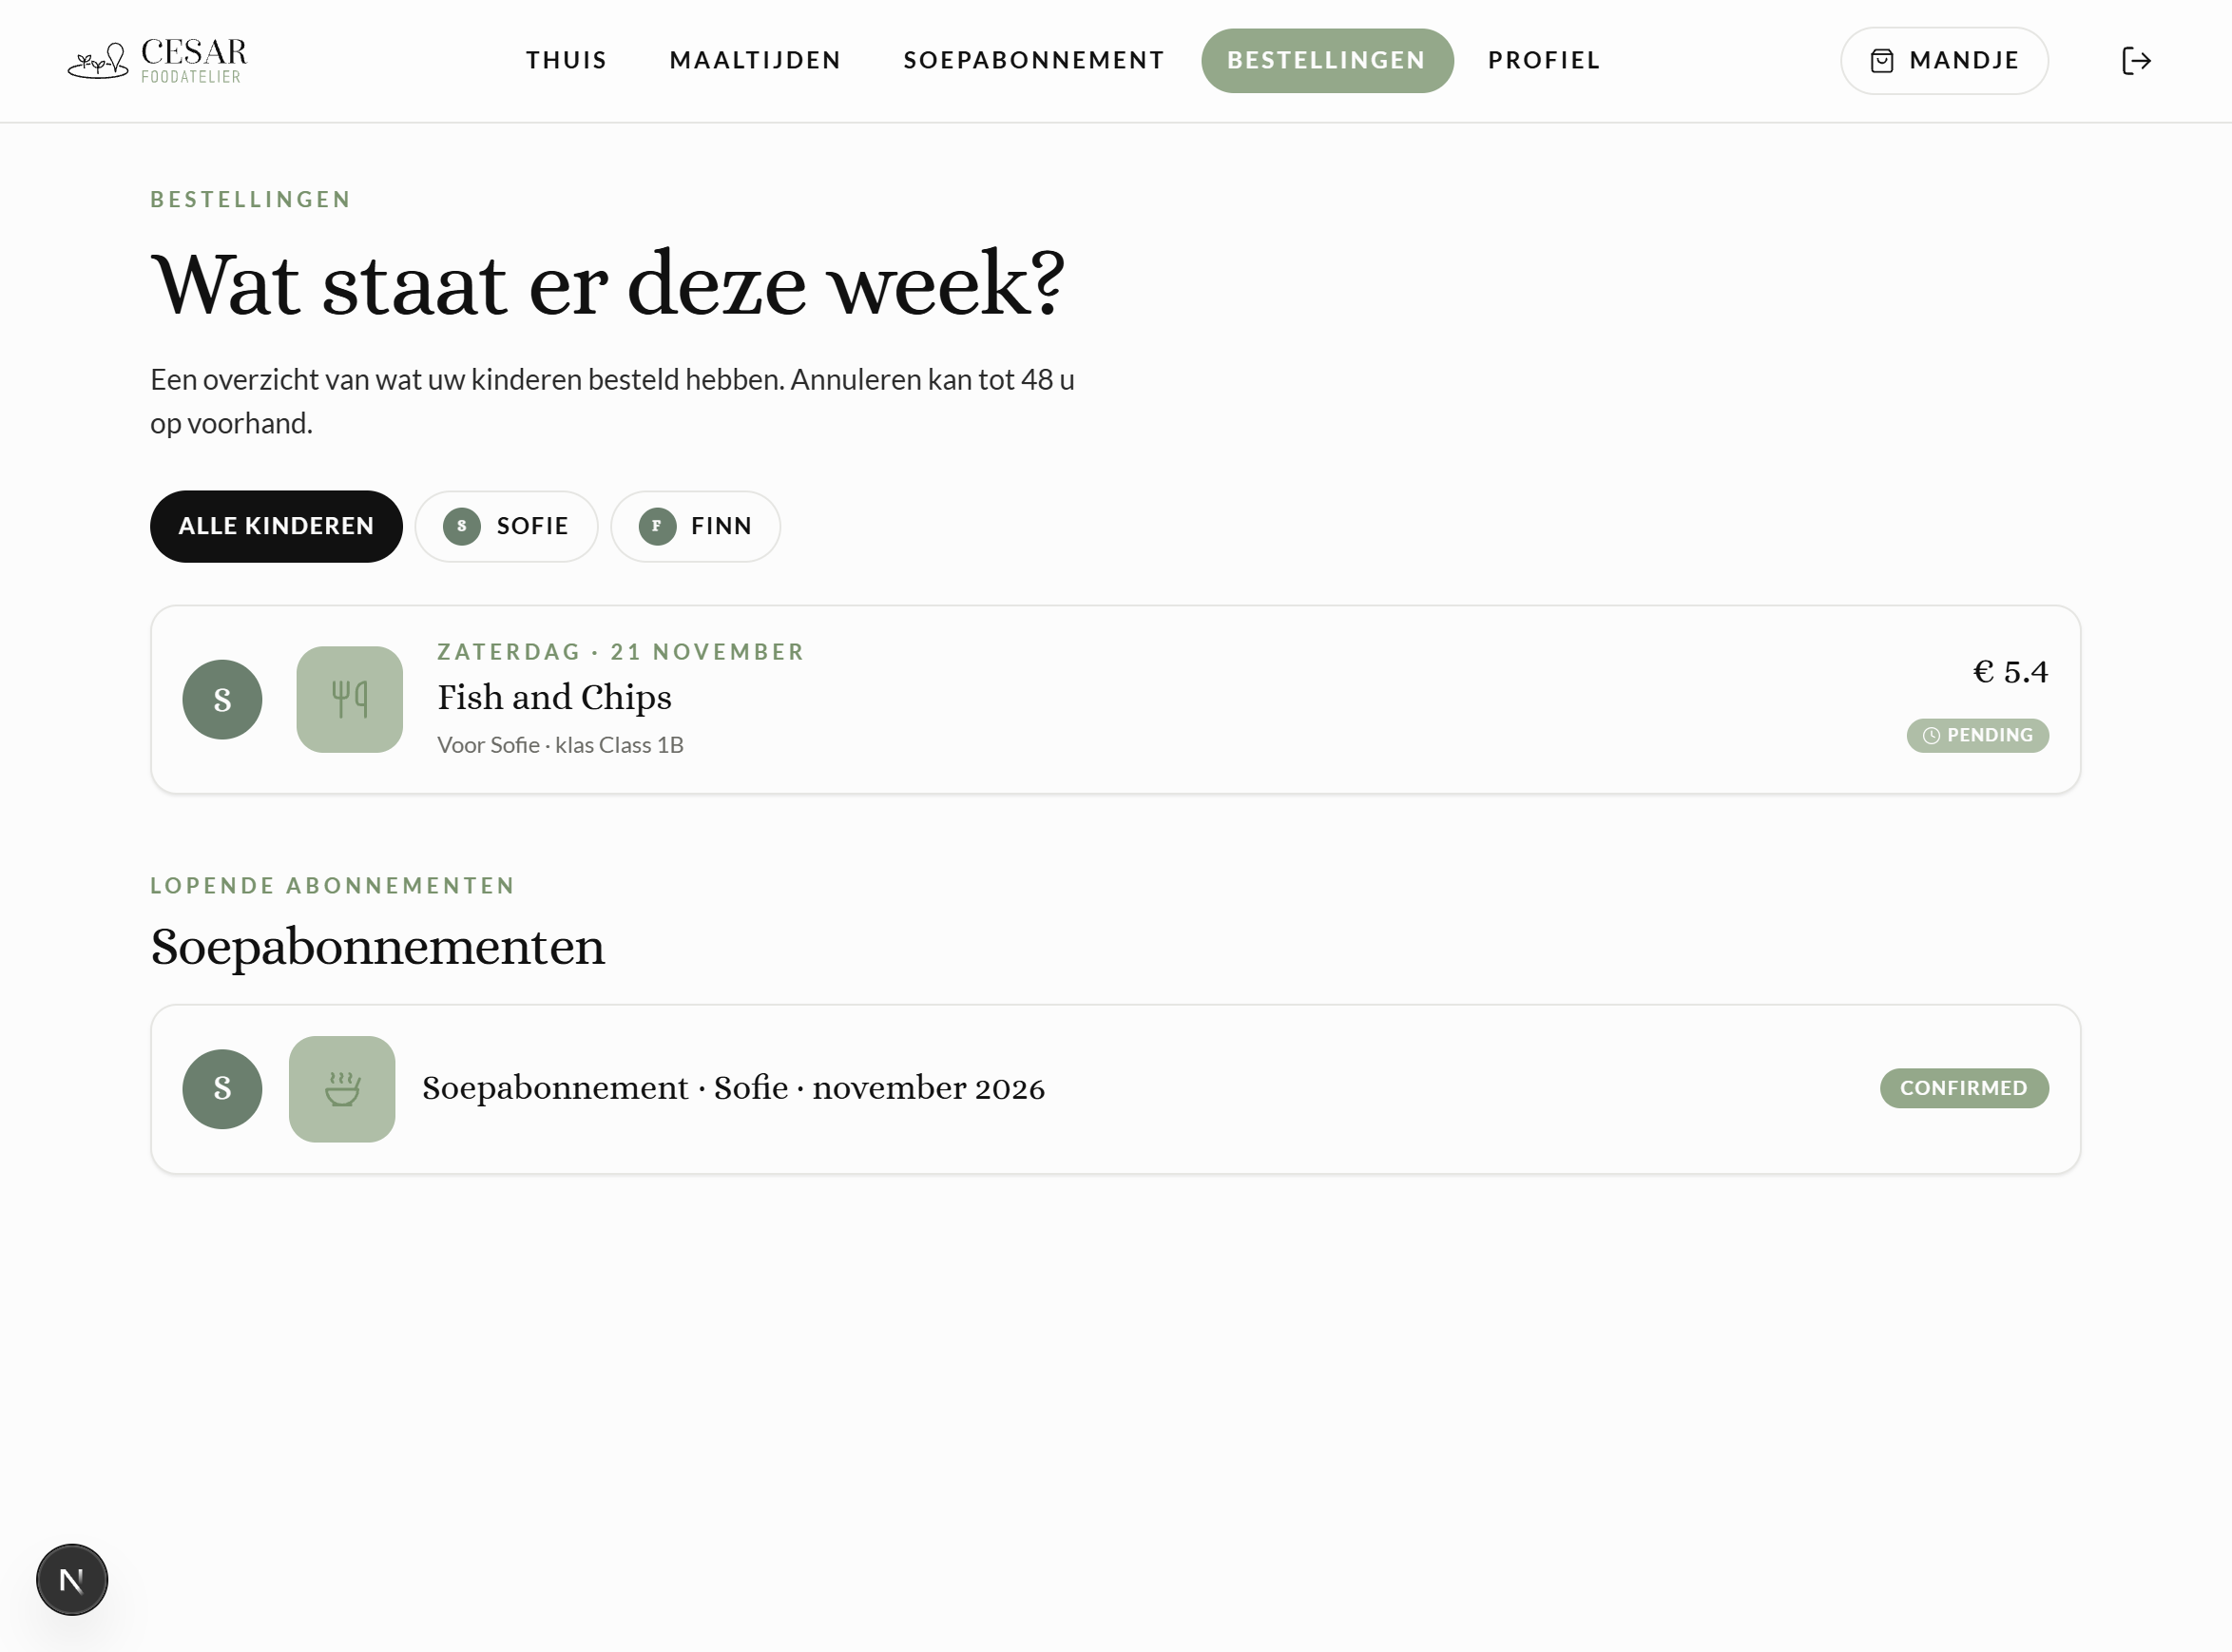 CESAR
FOODATELIER
THUIS
MAALTIJDEN
SOEPABONNEMENT
BESTELLINGEN
PROFIEL
MANDJE
BESTELLINGEN
Wat staat er deze week?
Een overzicht van wat uw kinderen besteld hebben. Annuleren kan tot 48 u
op voorhand.
ALLE KINDEREN
S SOFIE
F FINN
S
ZATERDAG · 21 NOVEMBER
Fish and Chips
Voor Sofie · klas Class 1B
€ 5.4
PENDING
LOPENDE ABONNEMENTEN
Soepabonnementen
S
Soepabonnement · Sofie · november 2026
CONFIRMED
N